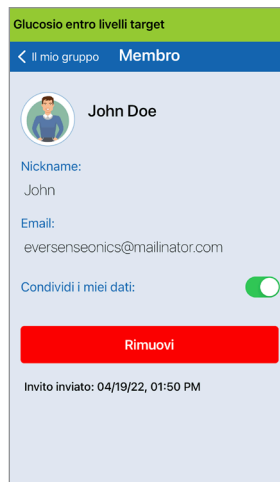 Glucosio entro livelli target
Il mio gruppo Membro
John Doe
Nickname:
John
Email:
eversenseonics@mailinator.com
Condividi i miei dati:
Rimuovi
Invito inviato: 04/19/22, 01:50 PM